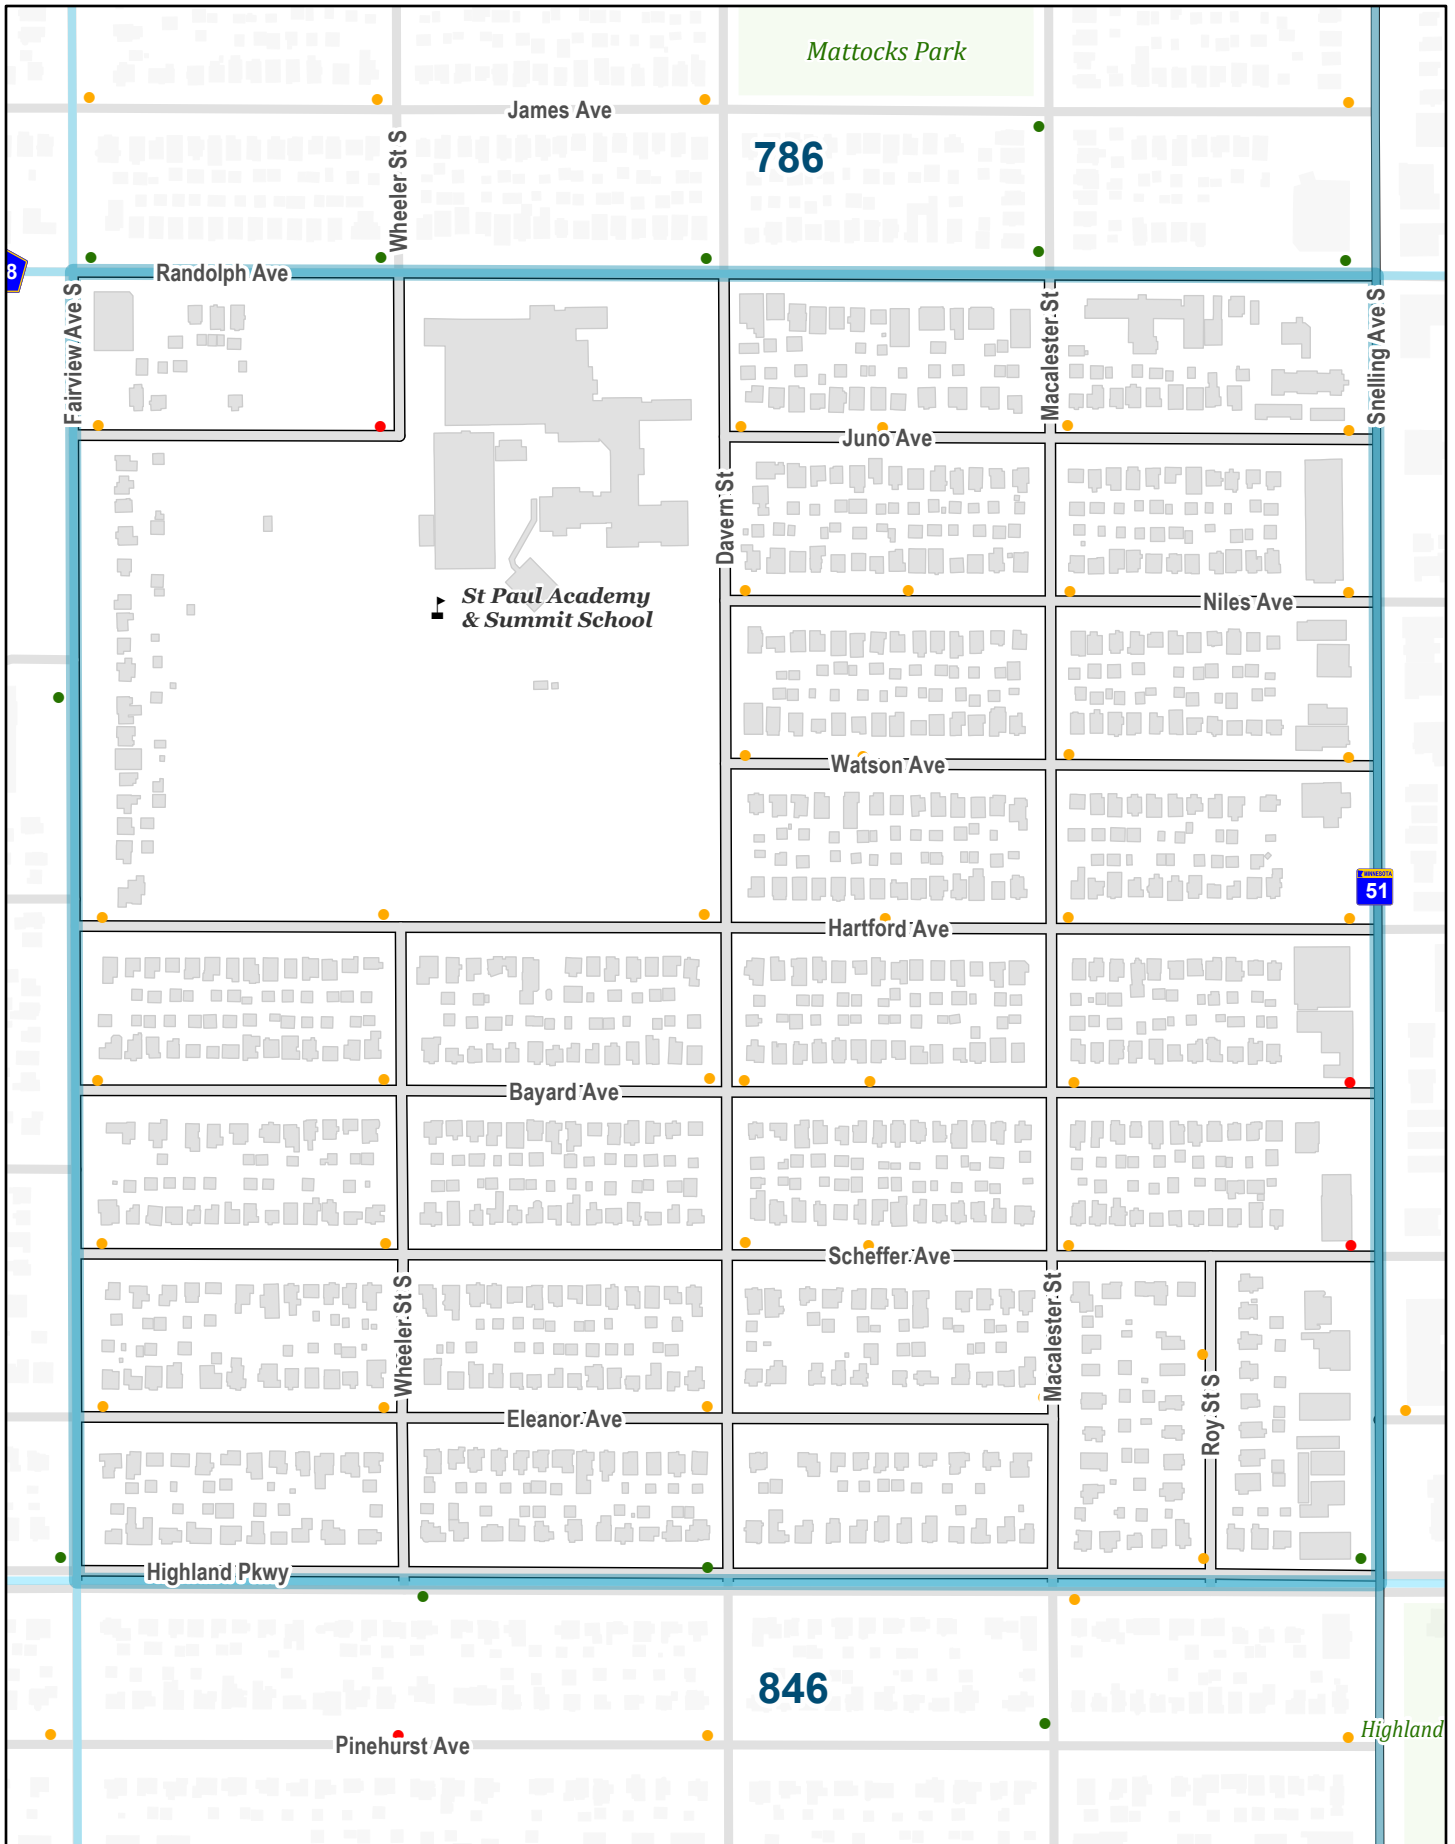 Mattocks Park
James Ave
786
Wheeler St S
8
Randolph Ave
Fairview Ave S
Macalester St
Snelling Ave S
Juno Ave
Davern St
St Paul Academy
& Summit School
Niles Ave
Watson Ave
MINNESOTA
51
Hartford Ave
Bayard Ave
Scheffer Ave
Wheeler St S
Macalester St
Roy St S
Eleanor Ave
Highland Pkwy
846
Highland
Pinehurst Ave